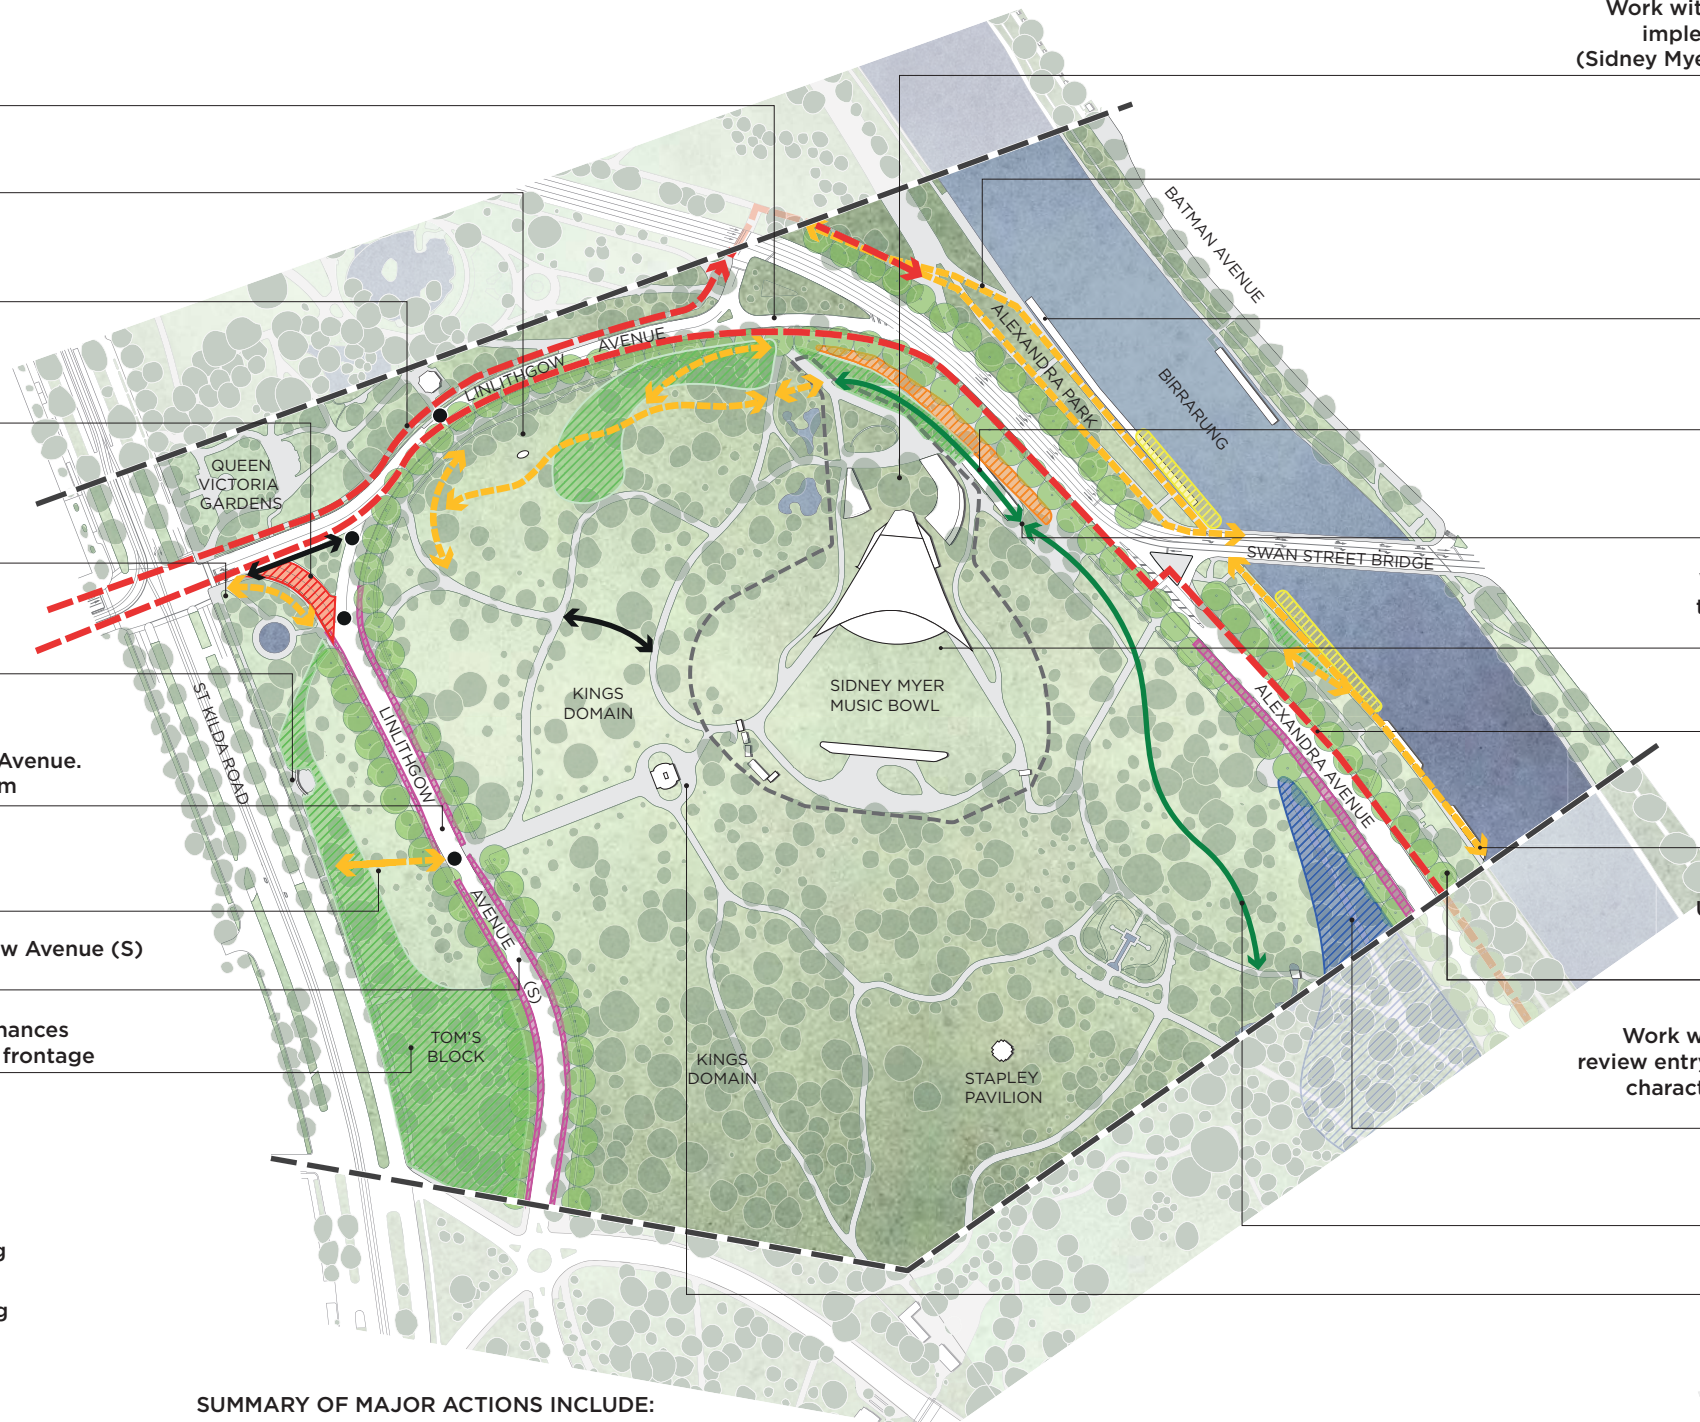 Work wit
imple
(Sidney Mye
BATMAN AVENUE
ALEXANDRA PARK
BIRRARUNG
LINLITHGOW AVENUE
QUEEN
VICTORIA
GARDENS
SWAN STREET BRIDGE
t
ST KILDA ROAD
LINLITHGOW
KINGS
DOMAIN
SIDNEY MYER
MUSIC BOWL
ALEXANDRA AVENUE
Avenue.
m
AVENUE (S)
w Avenue (S)
nances
frontage
TOM'S
BLOCK
KINGS
DOMAIN
STAPLEY
PAVILION
Work w
review entry
charact
g
g
SUMMARY OF MAJOR ACTIONS INCLUDE: